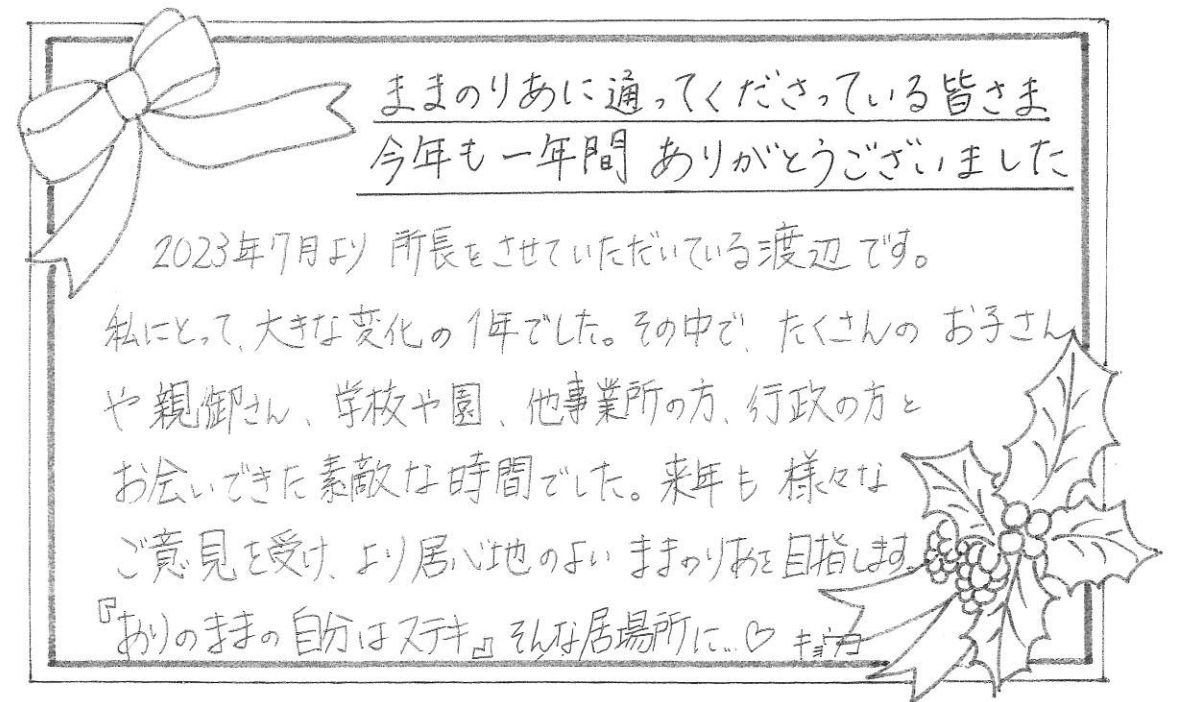 ままのりあに通ってくださっている皆さま
今年も一年間 ありがとうございました
2023年7月より 所長をさせていただいている渡辺です。
私にとって、大きな変化の1年でした。その中で、たくさんの お子さん
や親御さん、学校や園、他事業所の方、行政の方と
お会いできた素敵な時間でした。来年も 様々な
ご意見を受け、より居心地のよい ままのりあを目指します。
『ありのままの自分はステキ』そんな居場所に…♡ キョウコ